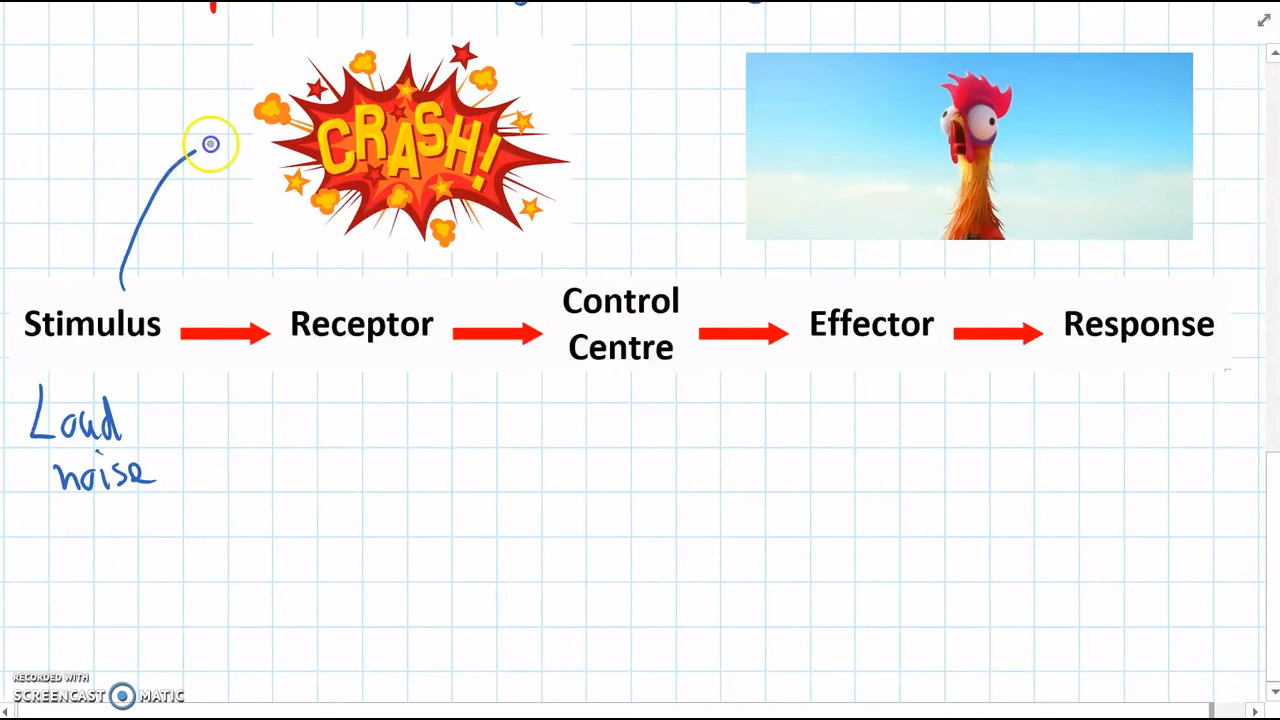 CRASH!
Control
Stimulus Receptor Effector Response
Centre
Loud
noise
RECORDED WITH
SCREENCAST MATIC